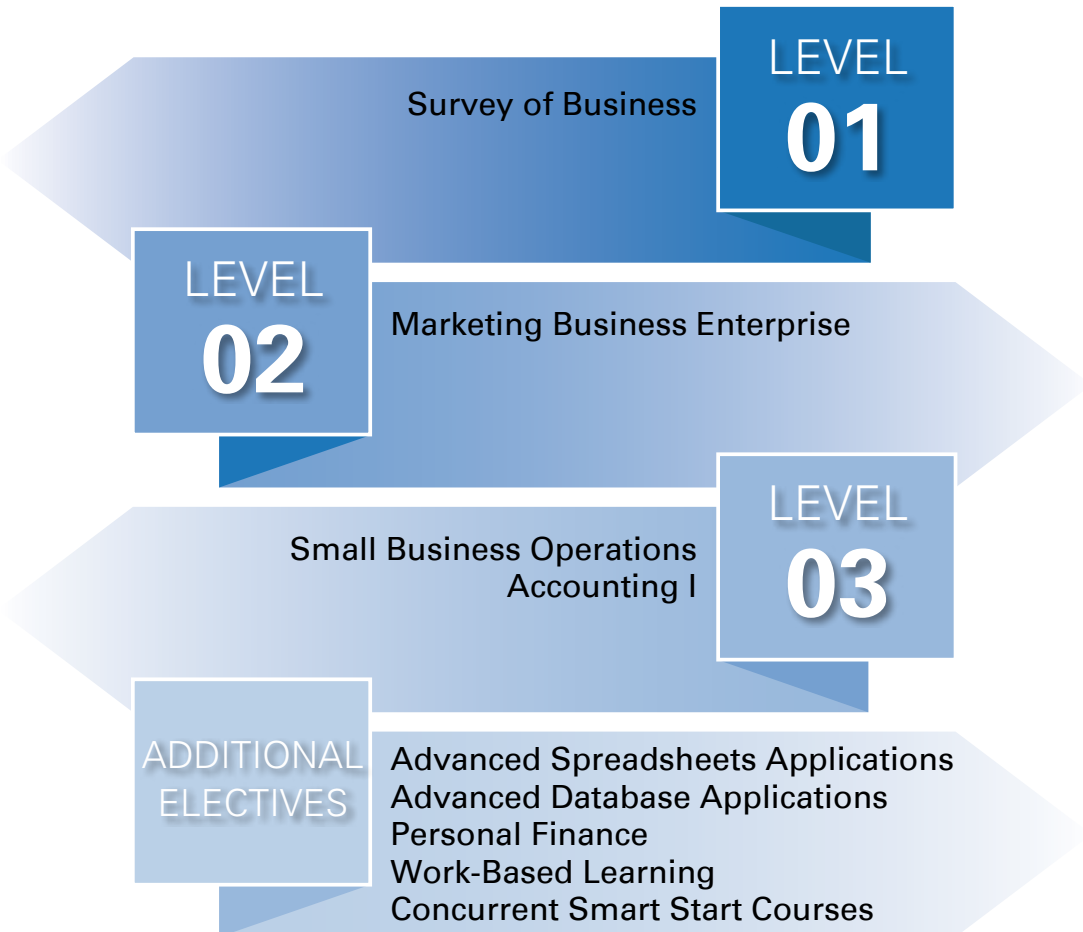 LEVEL
01
Survey of Business
LEVEL
02
Marketing Business Enterprise
LEVEL
03
Small Business Operations
Accounting I
ADDITIONAL
ELECTIVES
Advanced Spreadsheets Applications
Advanced Database Applications
Personal Finance
Work-Based Learning
Concurrent Smart Start Courses